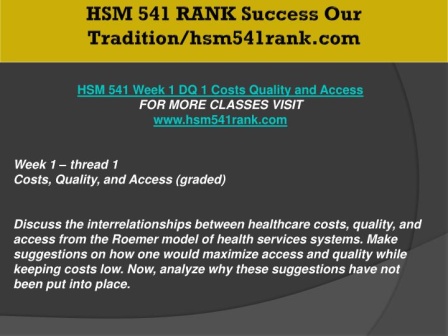 HSM 541 RANK Success Our
Tradition/hsm541rank.com
HSM 541 Week 1 DQ 1 Costs Quality and Access
FOR MORE CLASSES VISIT
www.hsm541rank.com
Week 1 – thread 1
Costs, Quality, and Access (graded)
Discuss the interrelationships between healthcare costs, quality, and
access from the Roemer model of health services systems. Make
suggestions on how one would maximize access and quality while
keeping costs low. Now, analyze why these suggestions have not
been put into place.